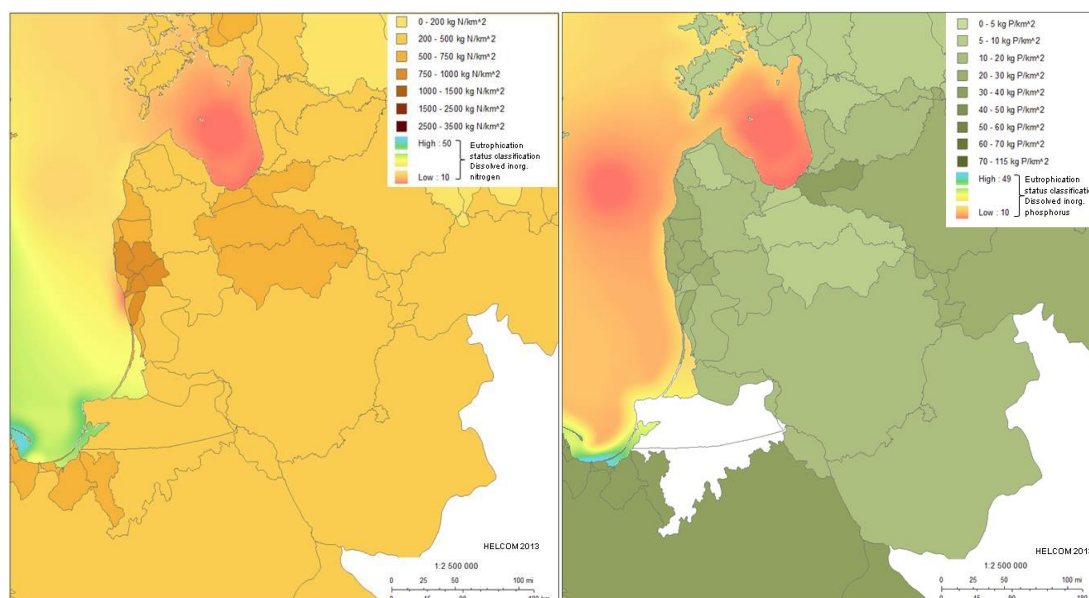 0 - 200 kg N/km^2
200 - 500 kg N/km^2
500 - 750 kg N/km^2
750 - 1000 kg N/km^2
1000 - 1500 kg N/km^2
1500 - 2500 kg N/km^2
2500 - 3500 kg N/km^2
High : 50
Eutrophication
status classification
Dissolved inorg.
nitrogen
Low : 10
HELCOM 2013
1:2 500 000
0 25 50 100 mi
0 - 5 kg P/km^2
5 - 10 kg P/km^2
10 - 20 kg P/km^2
20 - 30 kg P/km^2
30 - 40 kg P/km^2
40 - 50 kg P/km^2
50 - 60 kg P/km^2
60 - 70 kg P/km^2
70 - 115 kg P/km^2
High : 49
Eutrophication
status classificatio
Dissolved inorg.
phosphorus
Low : 10
HELCOM 2013
1:2 500 000
0 25 50 100 mi